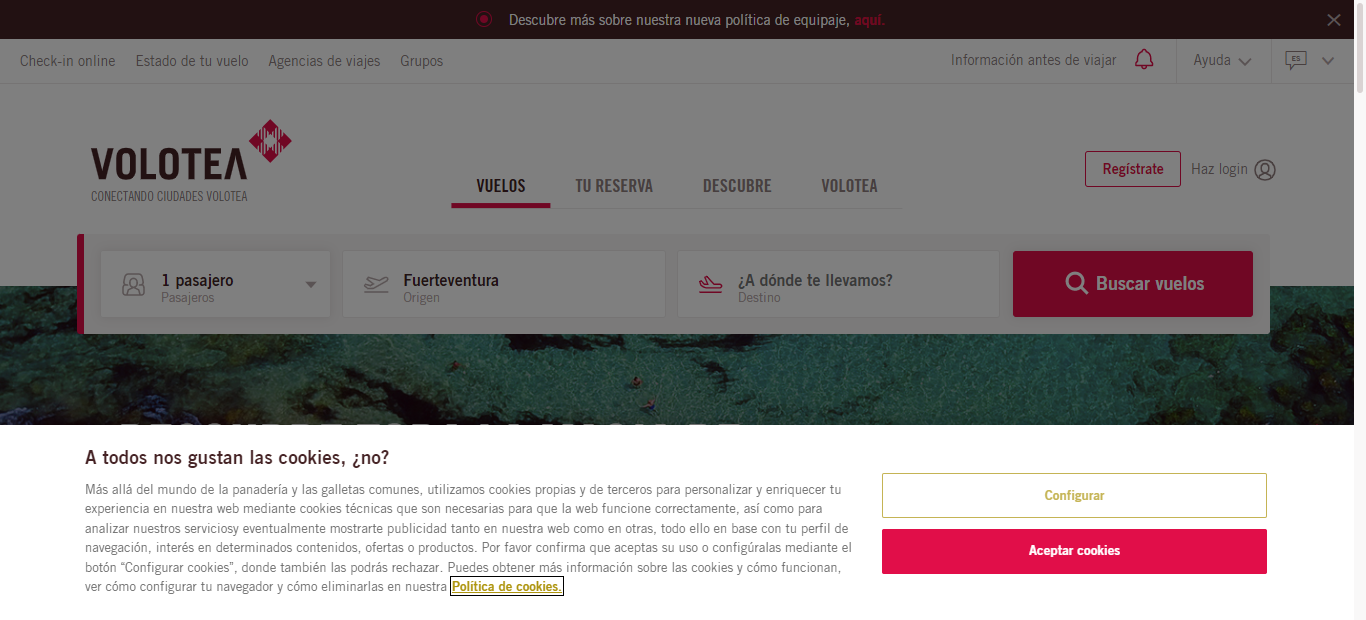 Descubre más sobre nuestra nueva política de equipaje, aquí.
Check-in online Estado de tu vuelo Agencias de viajes Grupos Información antes de viajar Ayuda ES
VOLOTEA
CONECTANDO CIUDADES VOLOTEA
VUELOS TU RESERVA DESCUBRE VOLOTEA
Regístrate Haz login
1 pasajero
Pasajeros
Fuerteventura
Origen
¿A dónde te llevamos?
Destino
Buscar vuelos
A todos nos gustan las cookies, ¿no?
Más allá del mundo de la panadería y las galletas comunes, utilizamos cookies propias y de terceros para personalizar y enriquecer tu
experiencia en nuestra web mediante cookies técnicas que son necesarias para que la web funcione correctamente, así como para
analizar nuestros serviciosy eventualmente mostrarte publicidad tanto en nuestra web como en otras, todo ello en base con tu perfil de
navegación, interés en determinados contenidos, ofertas o productos. Por favor confirma que aceptas su uso o configúralas mediante el
botón “Configurar cookies”, donde también las podrás rechazar. Puedes obtener más información sobre las cookies y cómo funcionan,
ver cómo configurar tu navegador y cómo eliminarlas en nuestra Política de cookies.
Configurar
Aceptar cookies